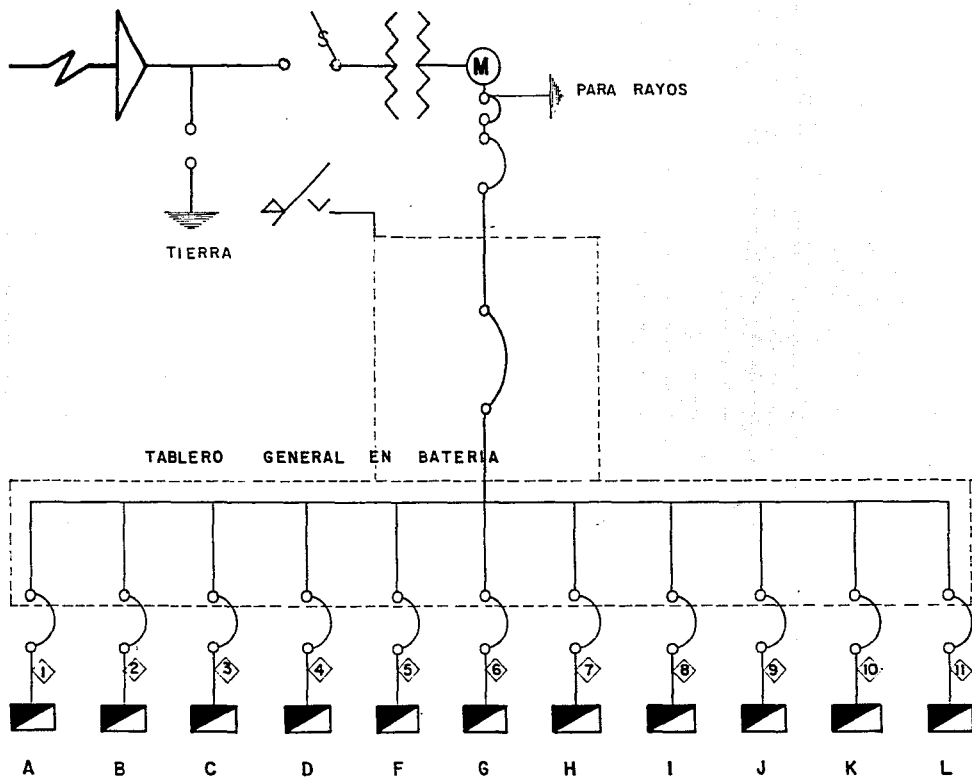 S
M
PARA RAYOS
TIERRA
TABLERO GENERAL EN BATERIA
1 2 3 4 5 6 7 8 9 10 11
A B C D F G H I J K L